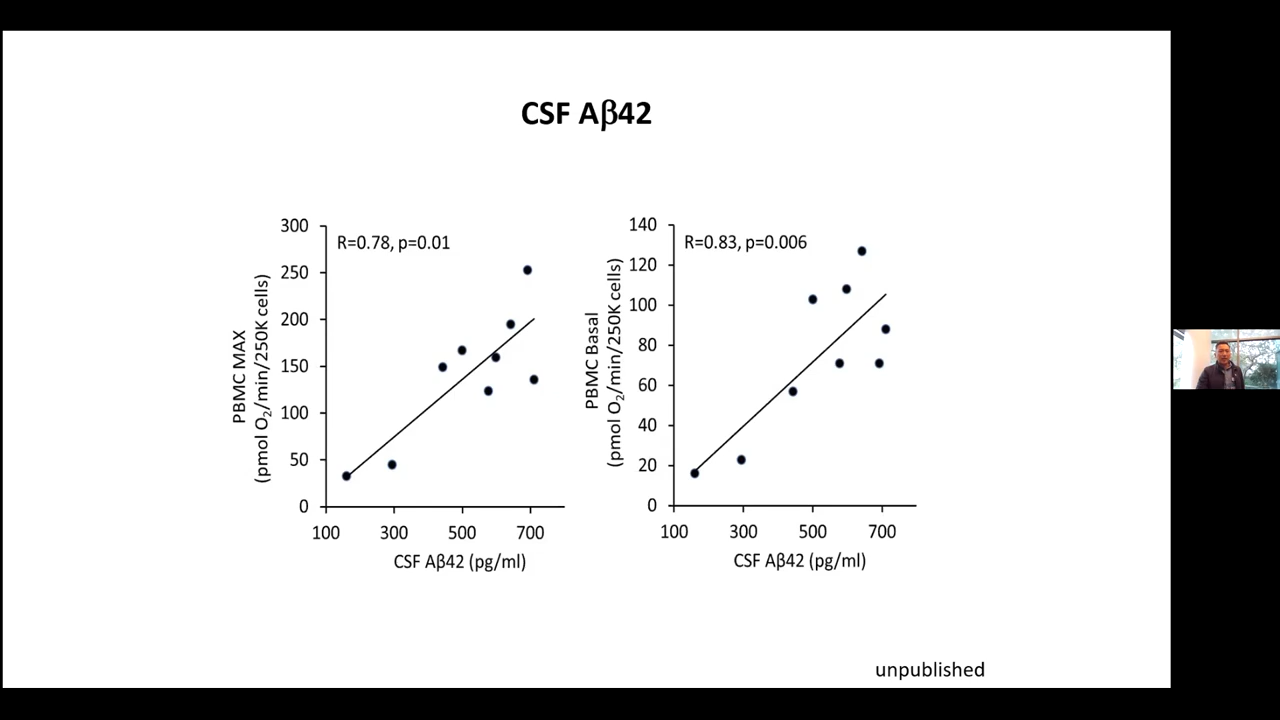 CSF Aβ42
R=0.78, p=0.01
PBMC MAX
(pmol O₂/min/250K cells)
300
250
200
150
100
50
0
100 300 500 700
CSF Aβ42 (pg/ml)
R=0.83, p=0.006
PBMC Basal
(pmol O₂/min/250K cells)
140
120
100
80
60
40
20
0
100 300 500 700
CSF Aβ42 (pg/ml)
unpublished